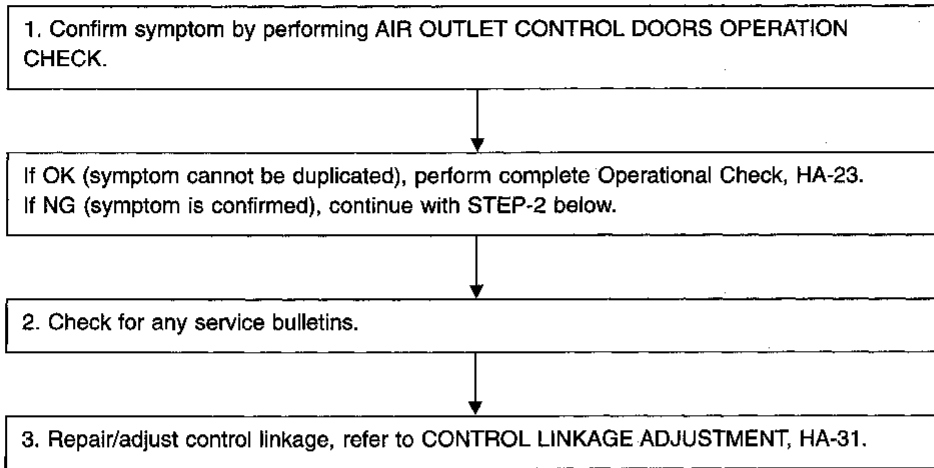 1. Confirm symptom by performing AIR OUTLET CONTROL DOORS OPERATION
CHECK.
If OK (symptom cannot be duplicated), perform complete Operational Check, HA-23.
If NG (symptom is confirmed), continue with STEP-2 below.
2. Check for any service bulletins.
3. Repair/adjust control linkage, refer to CONTROL LINKAGE ADJUSTMENT, HA-31.